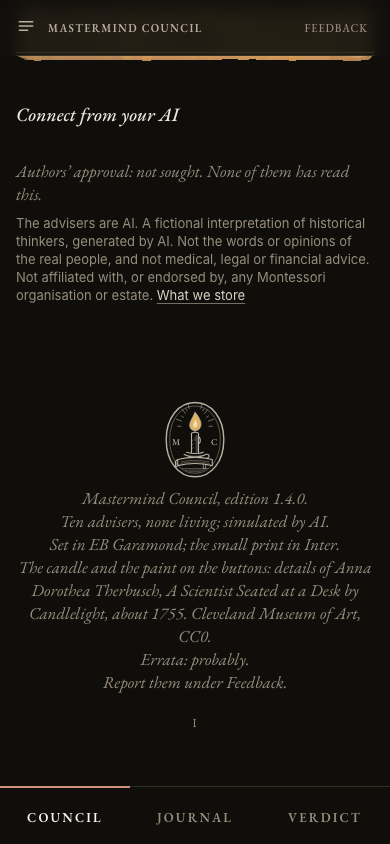 MASTERMIND COUNCIL
FEEDBACK
Connect from your AI
Authors’ approval: not sought. None of them has read
this.
The advisers are AI. A fictional interpretation of historical
thinkers, generated by AI. Not the words or opinions of
the real people, and not medical, legal or financial advice.
Not affiliated with, or endorsed by, any Montessori
organisation or estate. What we store
M C
Mastermind Council, edition 1.4.0.
Ten advisers, none living; simulated by AI.
Set in EB Garamond; the small print in Inter.
The candle and the paint on the buttons: details of Anna
Dorothea Therbusch, A Scientist Seated at a Desk by
Candlelight, about 1755. Cleveland Museum of Art,
CC0.
Errata: probably.
Report them under Feedback.
I
COUNCIL
JOURNAL
VERDICT